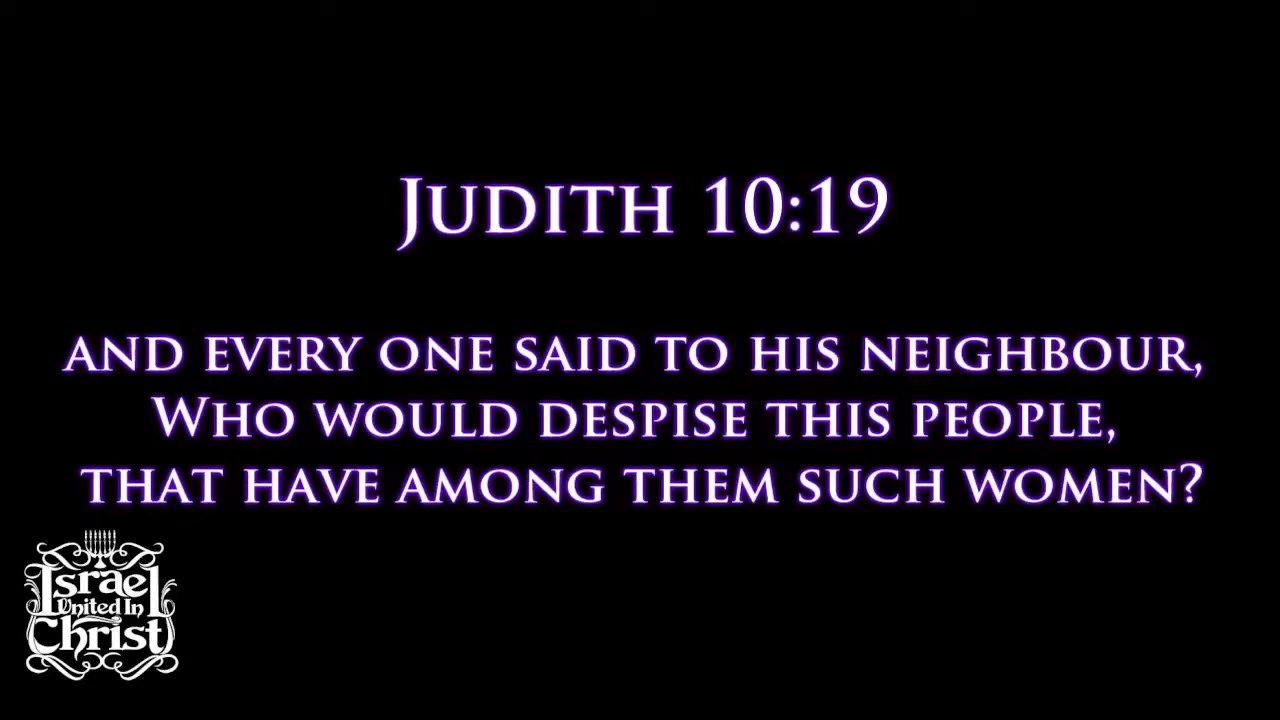 Judith 10:19
and every one said to his neighbour,
Who would despise this people,
that have among them such women?
Israel
United In
Christ